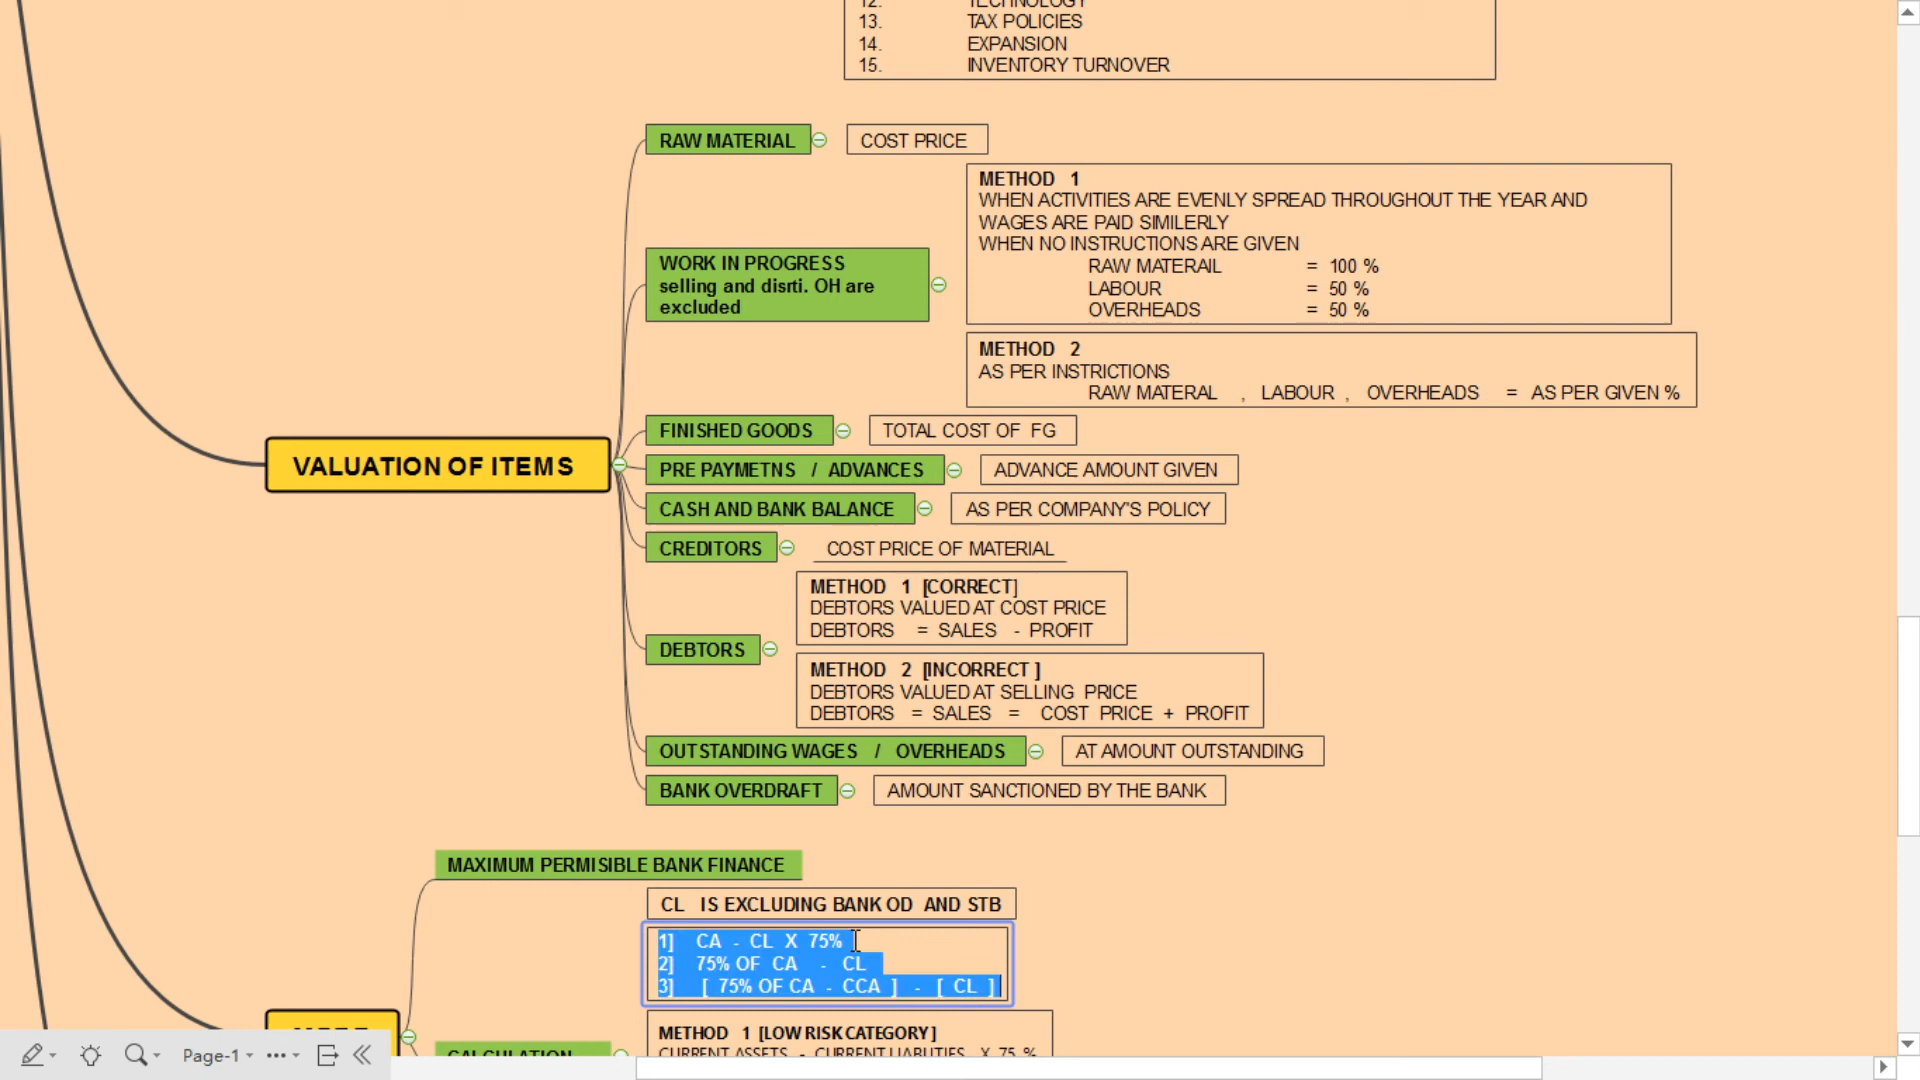 12. TECHNOLOGY
13. TAX POLICIES
14. EXPANSION
15. INVENTORY TURNOVER
RAW MATERIAL
COST PRICE
METHOD 1
WHEN ACTIVITIES ARE EVENLY SPREAD THROUGHOUT THE YEAR AND
WAGES ARE PAID SIMILERLY
WHEN NO INSTRUCTIONS ARE GIVEN
RAW MATERAIL = 100 %
LABOUR = 50 %
OVERHEADS = 50 %
WORK IN PROGRESS
selling and disrti. OH are
excluded
METHOD 2
AS PER INSTRICTIONS
RAW MATERAL , LABOUR , OVERHEADS = AS PER GIVEN %
FINISHED GOODS
TOTAL COST OF FG
VALUATION OF ITEMS
PRE PAYMETNS / ADVANCES
ADVANCE AMOUNT GIVEN
CASH AND BANK BALANCE
AS PER COMPANY'S POLICY
CREDITORS
COST PRICE OF MATERIAL
METHOD 1 [CORRECT]
DEBTORS VALUED AT COST PRICE
DEBTORS = SALES - PROFIT
DEBTORS
METHOD 2 [INCORRECT ]
DEBTORS VALUED AT SELLING PRICE
DEBTORS = SALES = COST PRICE + PROFIT
OUTSTANDING WAGES / OVERHEADS
AT AMOUNT OUTSTANDING
BANK OVERDRAFT
AMOUNT SANCTIONED BY THE BANK
MAXIMUM PERMISIBLE BANK FINANCE
CL IS EXCLUDING BANK OD AND STB
1] CA - CL X 75%
2] 75% OF CA - CL
3] [ 75% OF CA - CCA ] - [ CL ]
METHOD 1 [LOW RISK CATEGORY]
CALCULATION
CURRENT ASSETS - CURRENT LIABLITIES X 75 %
Page-1